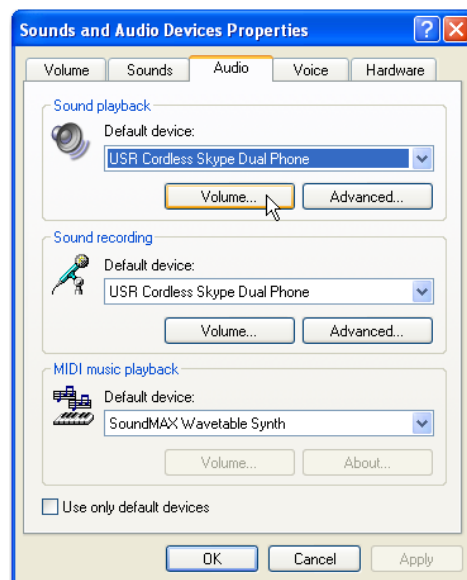 Sounds and Audio Devices Properties
Volume Sounds Audio Voice Hardware
Sound playback
Default device:
USR Cordless Skype Dual Phone
Volume... Advanced...
Sound recording
Default device:
USR Cordless Skype Dual Phone
Volume... Advanced...
MIDI music playback
Default device:
SoundMAX Wavetable Synth
Volume... About...
Use only default devices
OK Cancel Apply